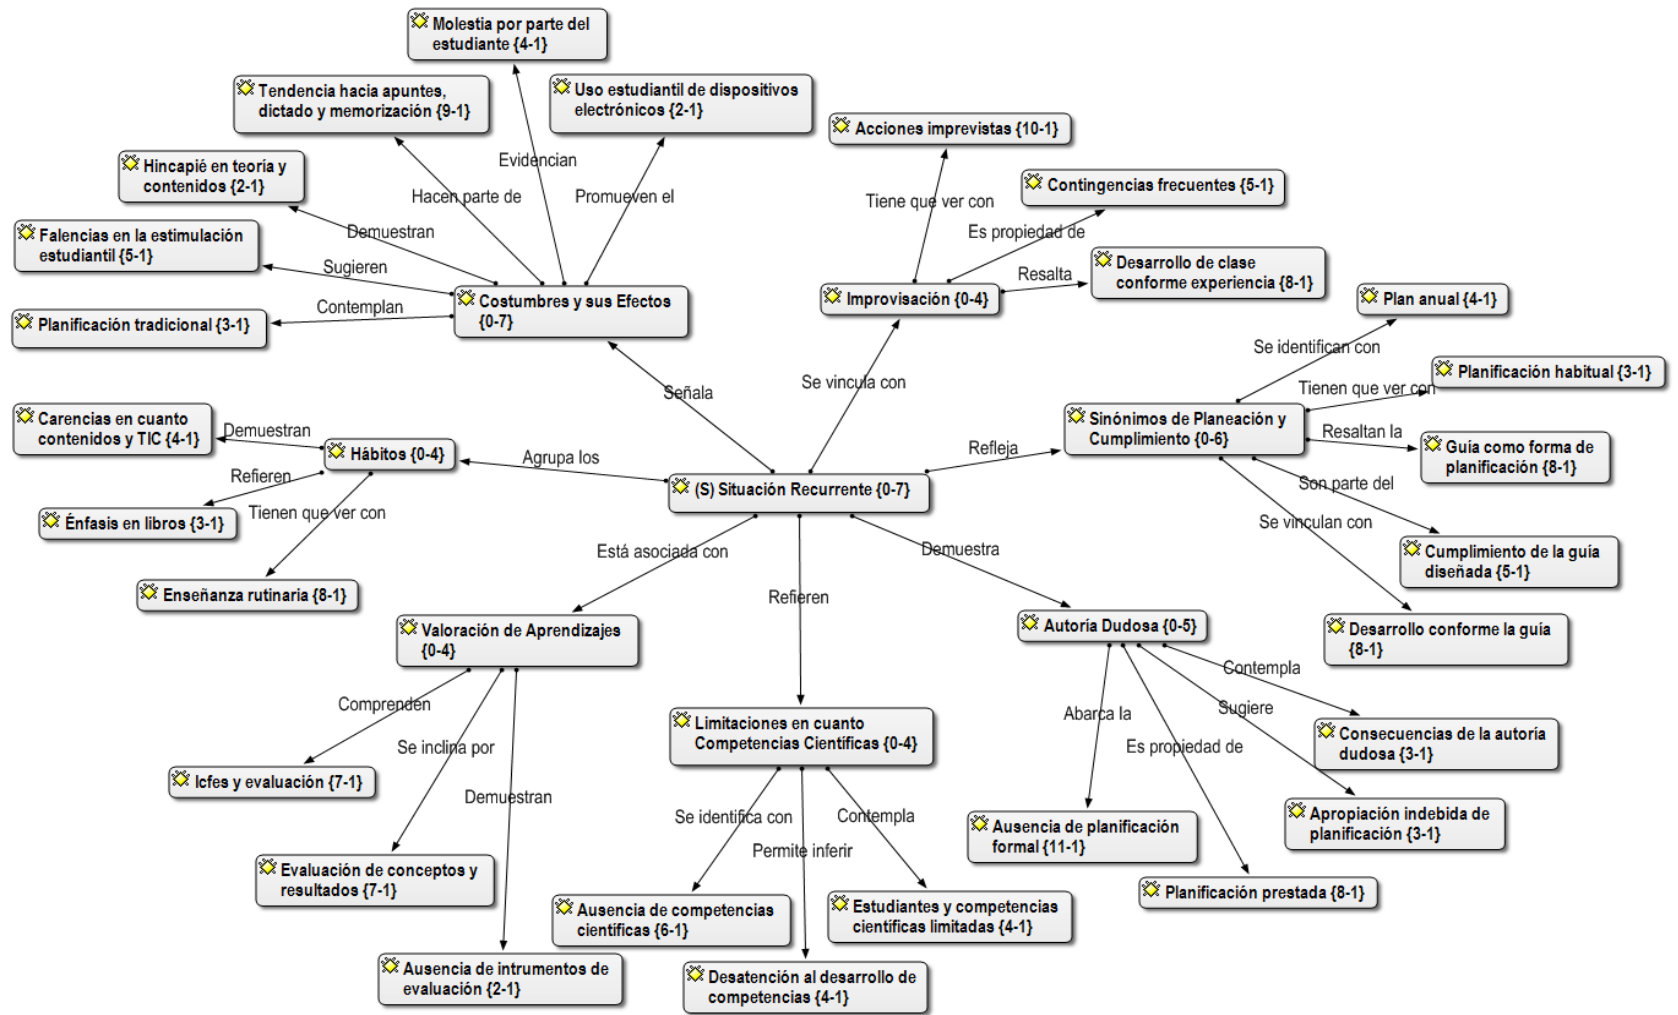 Molestia por parte del
estudiante {4-1}
Tendencia hacia apuntes,
dictado y memorización {9-1}
Uso estudiantil de dispositivos
electrónicos {2-1}
Acciones imprevistas {10-1}
Hincapié en teoría y
contenidos {2-1}
Evidencian
Hacen parte de
Promueven el
Tiene que ver con
Contingencias frecuentes {5-1}
Falencias en la estimulación
estudiantil {5-1}
Demuestran
Sugieren
Es propiedad de
Resalta
Desarrollo de clase
conforme experiencia {8-1}
Planificación tradicional {3-1}
Contemplan
Costumbres y sus Efectos
{0-7}
Improvisación {0-4}
Plan anual {4-1}
Se identifican con
Señala
Se vincula con
Tienen que ver con
Planificación habitual {3-1}
Carencias en cuanto
contenidos y TIC {4-1}
Demuestran
Hábitos {0-4}
Agrupa los
Refleja
Sinónimos de Planeación y
Cumplimiento {0-6}
Resaltan la
Guía como forma de
planificación {8-1}
Refieren
(S) Situación Recurrente {0-7}
Son parte del
Énfasis en libros {3-1}
Tienen que ver con
Se vinculan con
Cumplimiento de la guía
diseñada {5-1}
Enseñanza rutinaria {8-1}
Está asociada con
Refieren
Demuestra
Valoración de Aprendizajes
{0-4}
Autoría Dudosa {0-5}
Desarrollo conforme la guía
{8-1}
Comprenden
Se inclina por
Demuestran
Limitaciones en cuanto
Competencias Científicas {0-4}
Abarca la
Es propiedad de
Sugiere
Contempla
Consecuencias de la autoría
dudosa {3-1}
Icfes y evaluación {7-1}
Se identifica con
Permite inferir
Contempla
Ausencia de planificación
formal {11-1}
Apropiación indebida de
planificación {3-1}
Evaluación de conceptos y
resultados {7-1}
Planificación prestada {8-1}
Ausencia de competencias
científicas {6-1}
Estudiantes y competencias
científicas limitadas {4-1}
Ausencia de intrumentos de
evaluación {2-1}
Desatención al desarrollo de
competencias {4-1}